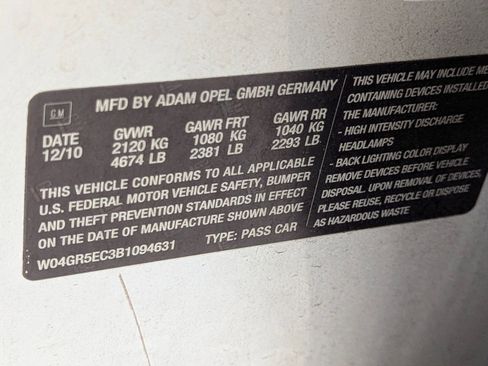 GM
MFD BY ADAM OPEL GMBH GERMANY
DATE GVWR GAWR FRT GAWR RR
12/10 2120 KG 1080 KG 1040 KG
4674 LB 2381 LB 2293 LB
THIS VEHICLE CONFORMS TO ALL APPLICABLE
U.S. FEDERAL MOTOR VEHICLE SAFETY, BUMPER
AND THEFT PREVENTION STANDARDS IN EFFECT
ON THE DATE OF MANUFACTURE SHOWN ABOVE
W04GR5EC3B1094631 TYPE: PASS CAR
THIS VEHICLE MAY INCLUDE
CONTAINING DEVICES INSTALLED
THE MANUFACTURER:
- HIGH INTENSITY DISCHARGE
HEADLAMPS
- BACK LIGHTING COLOR DISPLAY
REMOVE DEVICES BEFORE VEHICLE
DISPOSAL. UPON REMOVAL OF DEVICES,
PLEASE REUSE, RECYCLE OR DISPOSE
AS HAZARDOUS WASTE